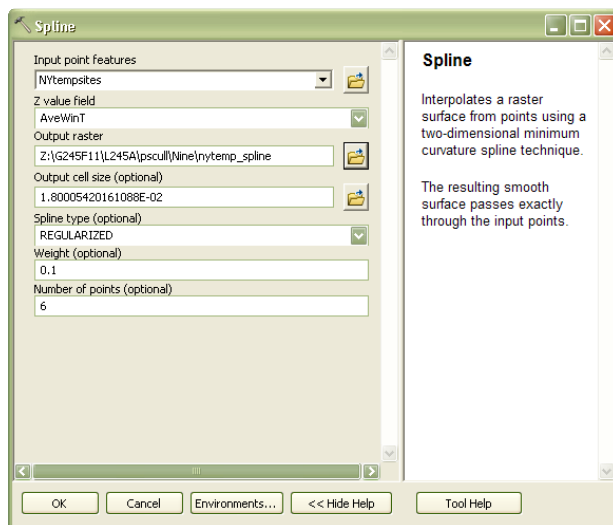 Spline
Input point features
NYtempsites
Z value field
AveWinT
Output raster
Z:\G245F11\L245A\pscull\Nine\nytemp_spline
Output cell size (optional)
1.80005420161088E-02
Spline type (optional)
REGULARIZED
Weight (optional)
0.1
Number of points (optional)
6
Spline
Interpolates a raster
surface from points using a
two-dimensional minimum
curvature spline technique.
The resulting smooth
surface passes exactly
through the input points.
OK
Cancel
Environments...
<< Hide Help
Tool Help